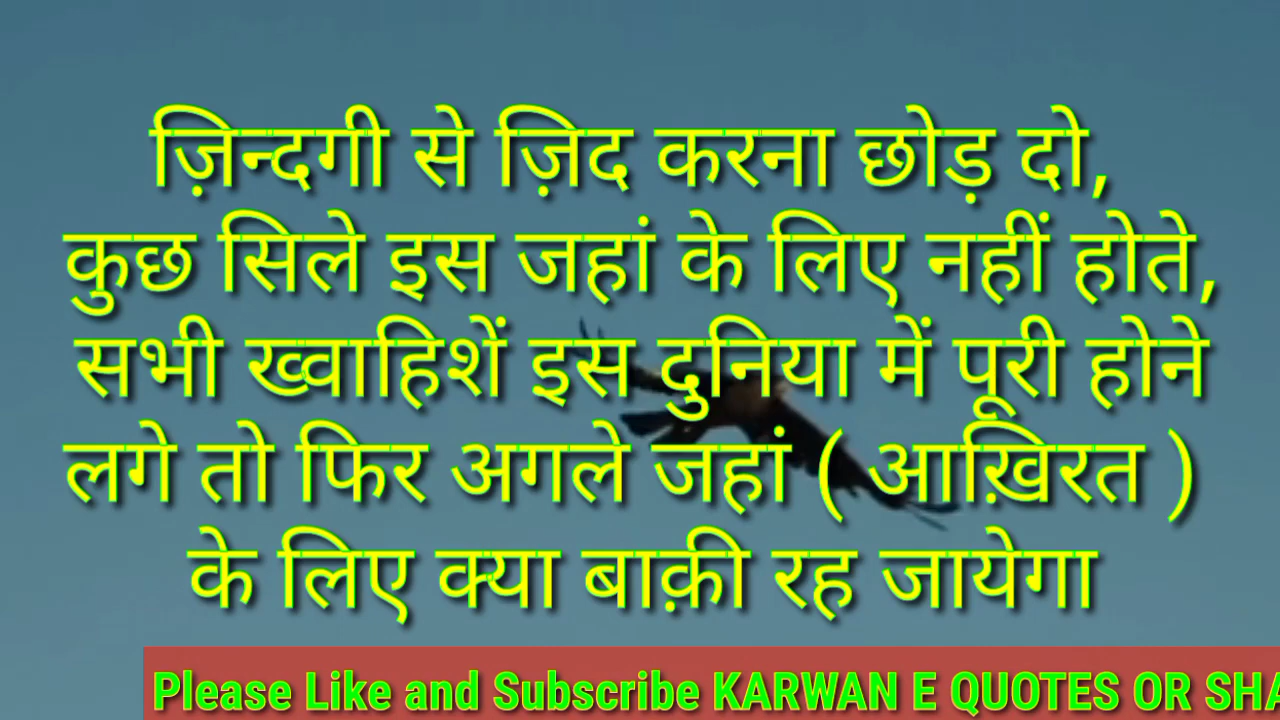 ज़िन्दगी से ज़िद करना छोड़ दो,
कुछ सिले इस जहां के लिए नहीं होते,
सभी ख्वाहिशें इस दुनिया में पूरी होने
लगे तो फिर अगले जहां ( आख़िरत )
के लिए क्या बाक़ी रह जायेगा
Please Like and Subscribe KARWAN E QUOTES OR